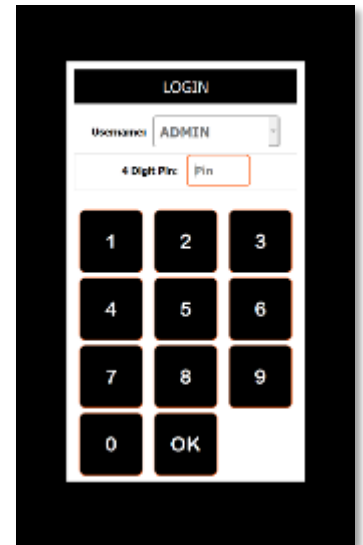 LOGIN
Username: ADMIN
4 Digit Pin: Pin
1 2 3
4 5 6
7 8 9
0 OK